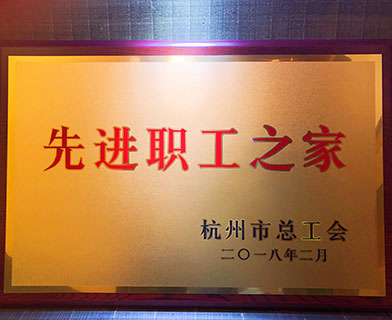 先进职工之家
杭州市总工会
二〇一八年二月